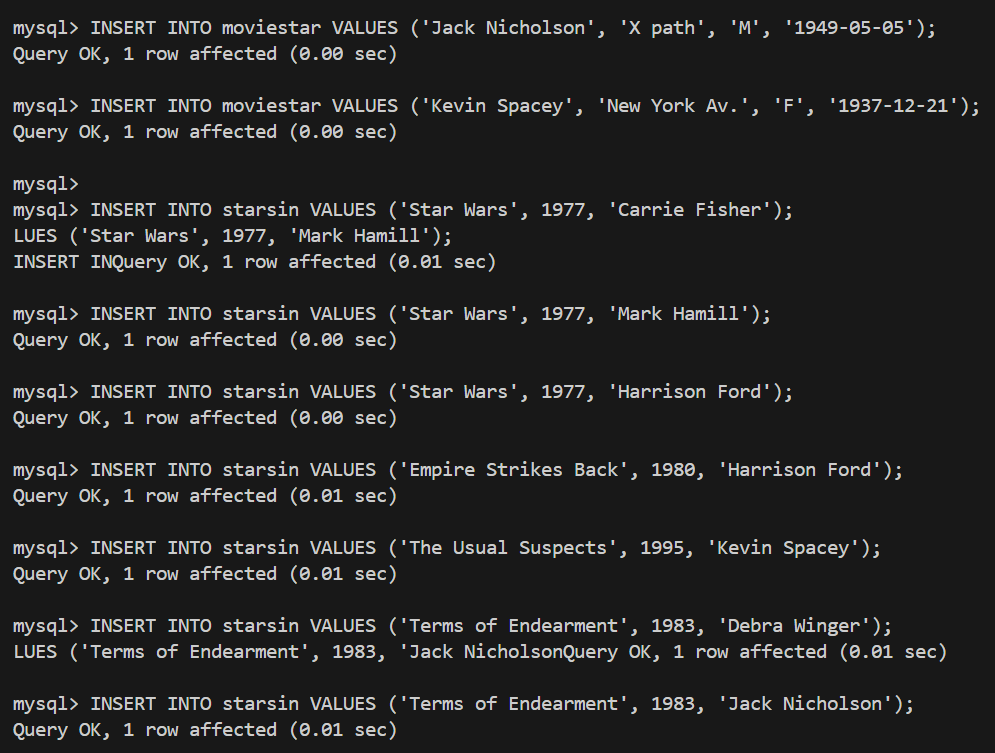 mysql> INSERT INTO moviestar VALUES ('Jack Nicholson', 'X path', 'M', '1949-05-05');
Query OK, 1 row affected (0.00 sec)
mysql> INSERT INTO moviestar VALUES ('Kevin Spacey', 'New York Av.', 'F', '1937-12-21');
Query OK, 1 row affected (0.00 sec)
mysql>
mysql> INSERT INTO starsin VALUES ('Star Wars', 1977, 'Carrie Fisher');
LUES ('Star Wars', 1977, 'Mark Hamill');
INSERT INQuery OK, 1 row affected (0.01 sec)
mysql> INSERT INTO starsin VALUES ('Star Wars', 1977, 'Mark Hamill');
Query OK, 1 row affected (0.00 sec)
mysql> INSERT INTO starsin VALUES ('Star Wars', 1977, 'Harrison Ford');
Query OK, 1 row affected (0.00 sec)
mysql> INSERT INTO starsin VALUES ('Empire Strikes Back', 1980, 'Harrison Ford');
Query OK, 1 row affected (0.01 sec)
mysql> INSERT INTO starsin VALUES ('The Usual Suspects', 1995, 'Kevin Spacey');
Query OK, 1 row affected (0.01 sec)
mysql> INSERT INTO starsin VALUES ('Terms of Endearment', 1983, 'Debra Winger');
LUES ('Terms of Endearment', 1983, 'Jack NicholsonQuery OK, 1 row affected (0.01 sec)
mysql> INSERT INTO starsin VALUES ('Terms of Endearment', 1983, 'Jack Nicholson');
Query OK, 1 row affected (0.01 sec)